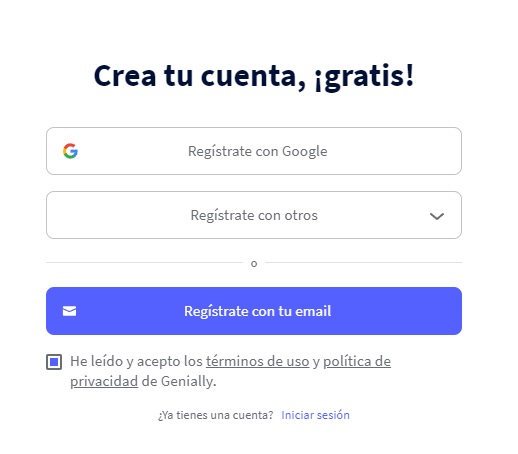 Crea tu cuenta, ¡gratis!
Regístrate con Google
Regístrate con otros
o
Regístrate con tu email
He leído y acepto los términos de uso y política de
privacidad de Genially.
¿Ya tienes una cuenta? Iniciar sesión